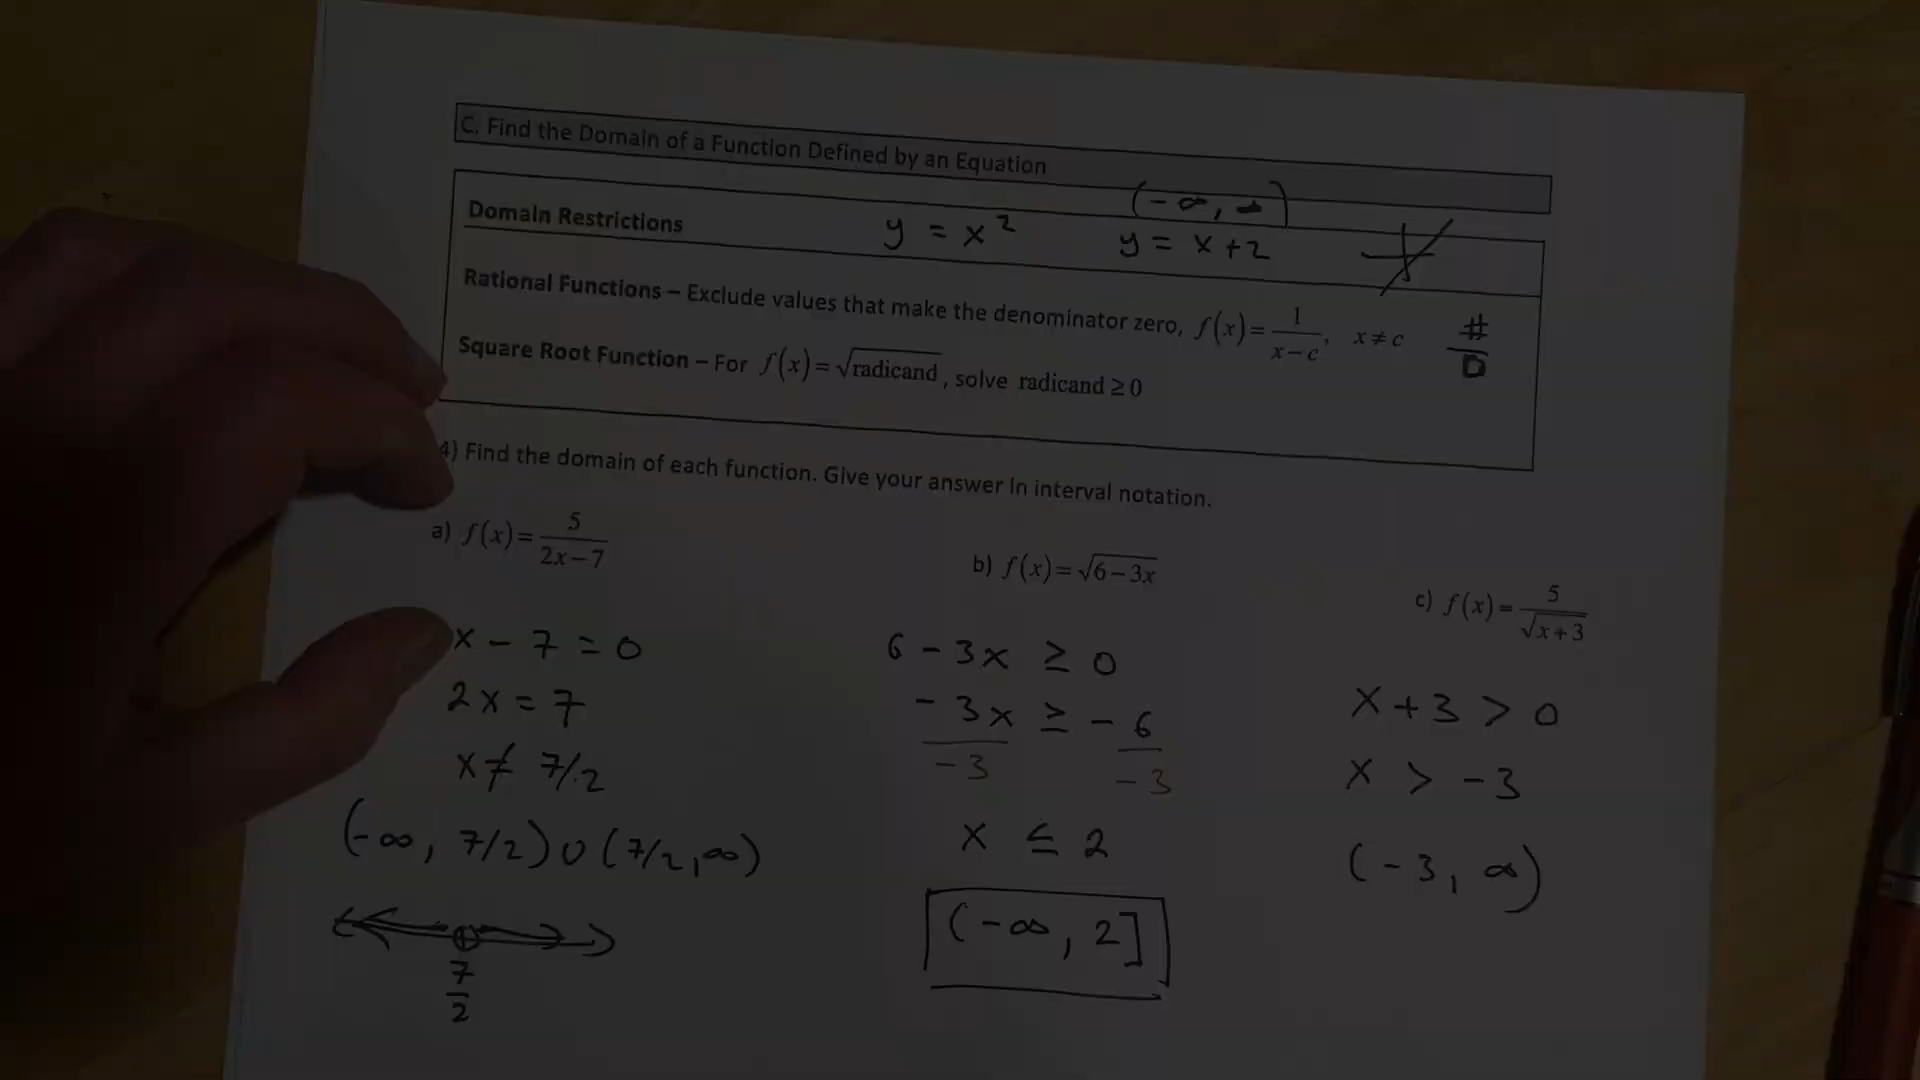 C. Find the Domain of a Function Defined by an Equation
(-∞, ∞)
Domain Restrictions y = x² y = x+2
Rational Functions – Exclude values that make the denominator zero, f(x) = 1/(x−c), x ≠ c #/0
Square Root Function – For f(x) = √radicand, solve radicand ≥ 0
4) Find the domain of each function. Give your answer in interval notation.
a) f(x) = 5/(2x−7)
x − 7 = 0
2x = 7
x ≠ 7/2
(-∞, 7/2) ∪ (7/2, ∞)
7/2
b) f(x) = √(6−3x)
6 − 3x ≥ 0
-3x ≥ -6
-3 -3
x ≤ 2
(-∞, 2]
c) f(x) = 5/√(x+3)
x + 3 > 0
x > -3
(-3, ∞)